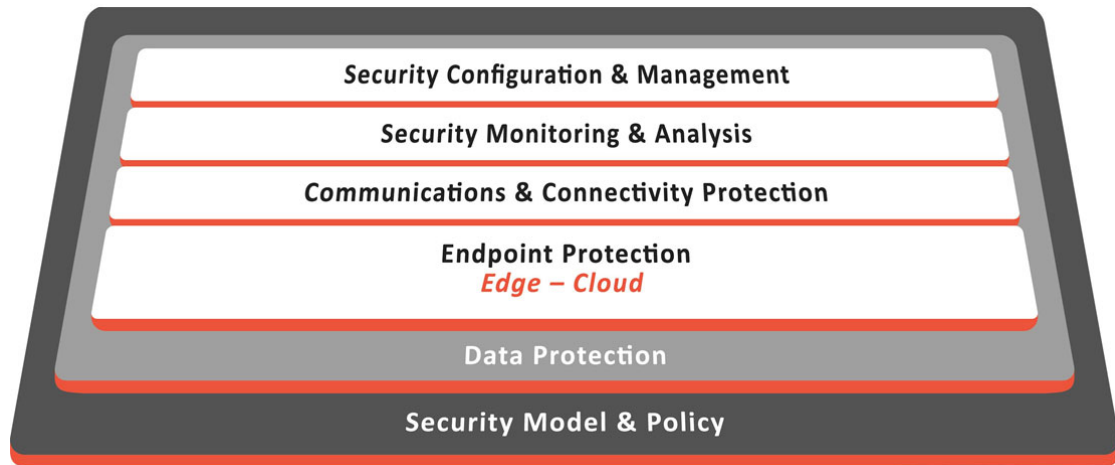 Security Configuration & Management
Security Monitoring & Analysis
Communications & Connectivity Protection
Endpoint Protection
Edge – Cloud
Data Protection
Security Model & Policy